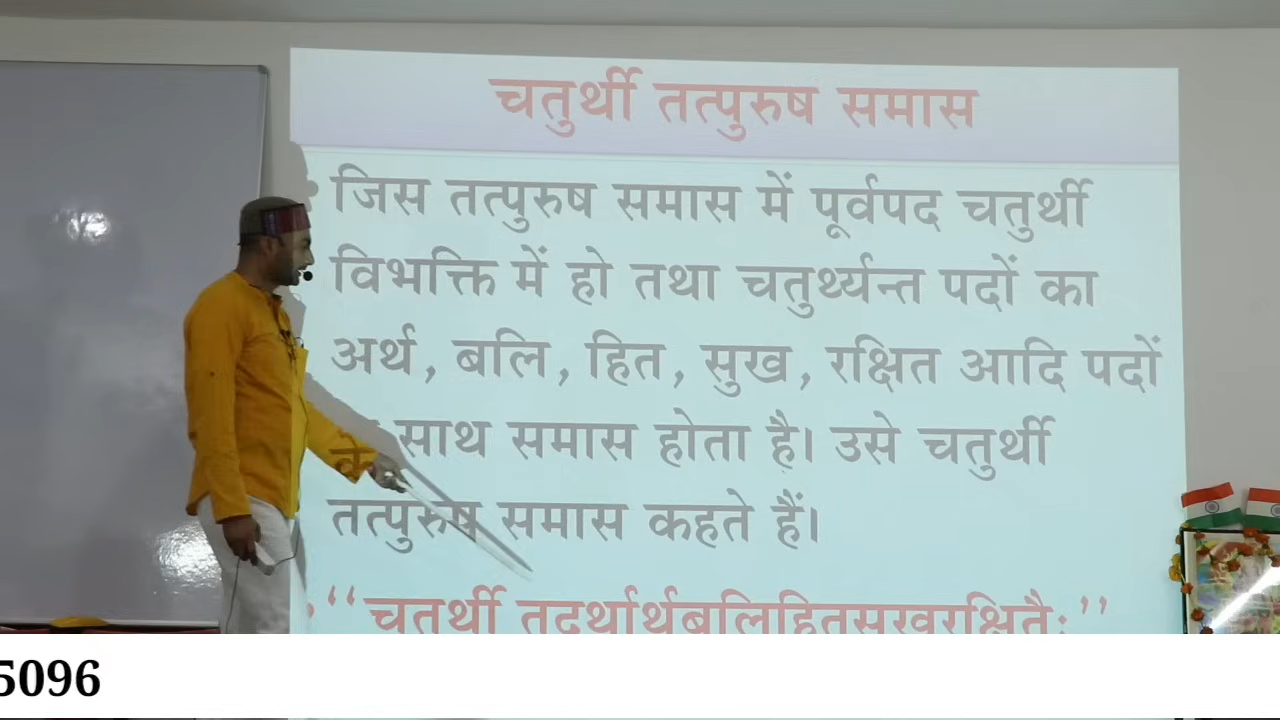 चतुर्थी तत्पुरुष समास
जिस तत्पुरुष समास में पूर्वपद चतुर्थी
विभक्ति में हो तथा चतुर्थ्यन्त पदों का
अर्थ, बलि, हित, सुख, रक्षित आदि पदों
के साथ समास होता है। उसे चतुर्थी
तत्पुरुष समास कहते हैं।
“चतुर्थी तदर्थार्थबलिहितसुखरक्षितैः”
5096